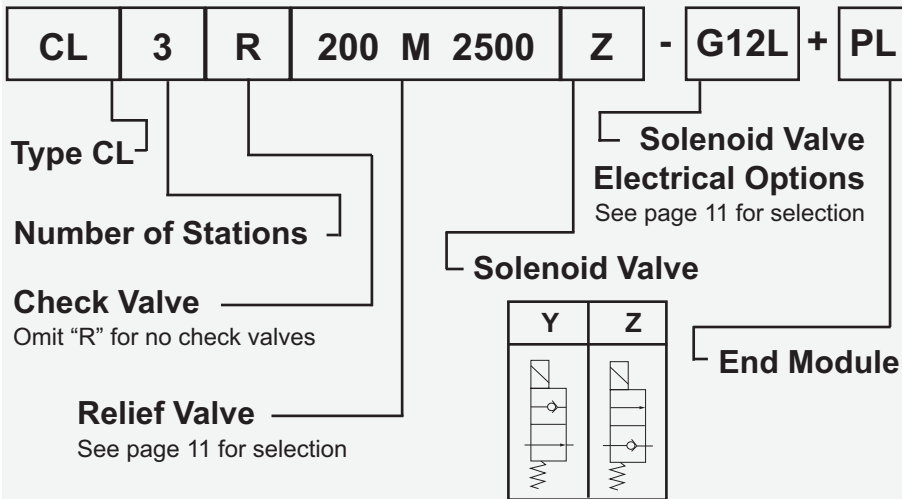 CL 3 R 200 M 2500 Z - G12L + PL
Type CL
Number of Stations
Check Valve
Omit “R” for no check valves
Relief Valve
See page 11 for selection
Solenoid Valve
Electrical Options
See page 11 for selection
Solenoid Valve
Y Z
End Module